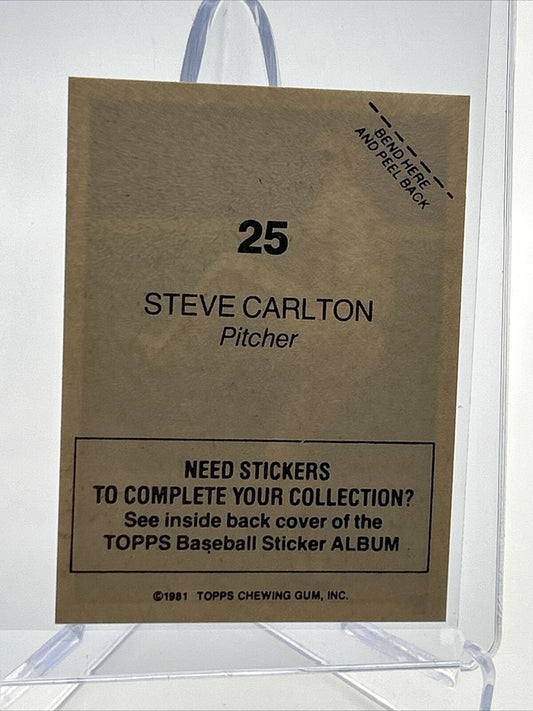 BEND HERE
AND PEEL BACK
25
STEVE CARLTON
Pitcher
NEED STICKERS
TO COMPLETE YOUR COLLECTION?
See inside back cover of the
TOPPS Baseball Sticker ALBUM
©1981 TOPPS CHEWING GUM, INC.